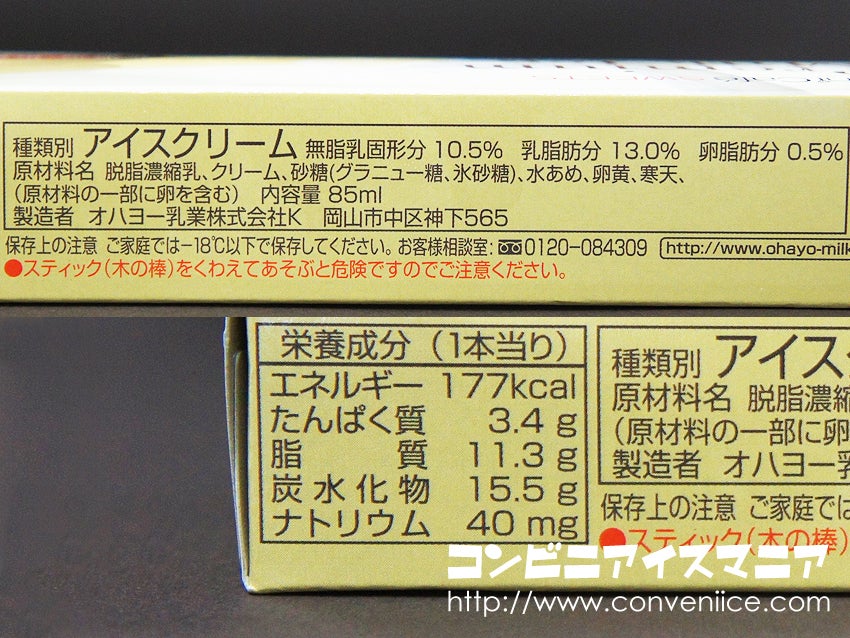 種類別 アイスクリーム 無脂乳固形分 10.5% 乳脂肪分 13.0% 卵脂肪分 0.5%
原材料名 脱脂濃縮乳、クリーム、砂糖(グラニュー糖、氷砂糖)、水あめ、卵黄、寒天、
(原材料の一部に卵を含む) 内容量 85ml
製造者 オハヨー乳業株式会社K 岡山市中区神下565
保存上の注意 ご家庭では−18℃以下で保存してください。お客様相談室: 0120-084309 http://www.ohayo-milk
●スティック(木の棒)をくわえてあそぶと危険ですのでご注意ください。
栄養成分(1本当り)
エネルギー 177kcal
たんぱく質 3.4 g
脂質 11.3 g
炭水化物 15.5 g
ナトリウム 40 mg
種類別 アイス
原材料名 脱脂濃縮
(原材料の一部に卵
製造者 オハヨー乳
保存上の注意 ご家庭では
●スティック(木の棒)
コンビニアイスマニア
http://www.conveniice.com/